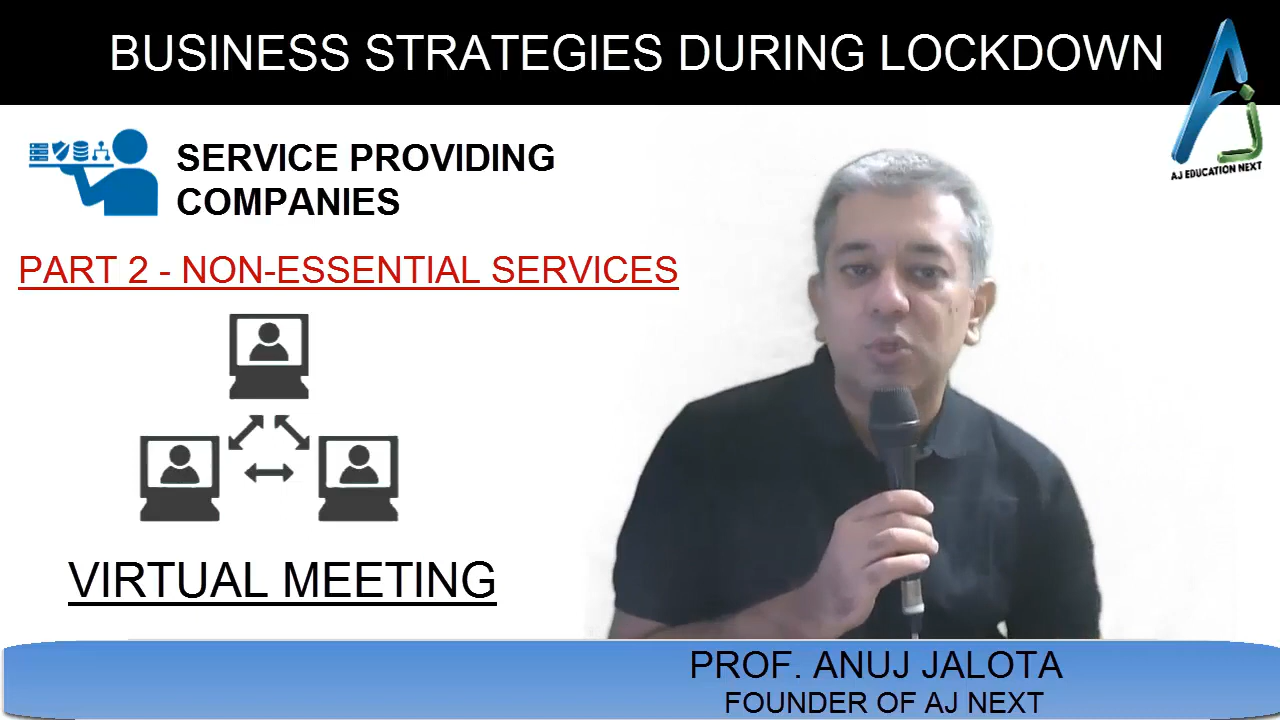 BUSINESS STRATEGIES DURING LOCKDOWN
AJ EDUCATION NEXT
SERVICE PROVIDING
COMPANIES
PART 2 - NON-ESSENTIAL SERVICES
VIRTUAL MEETING
PROF. ANUJ JALOTA
FOUNDER OF AJ NEXT